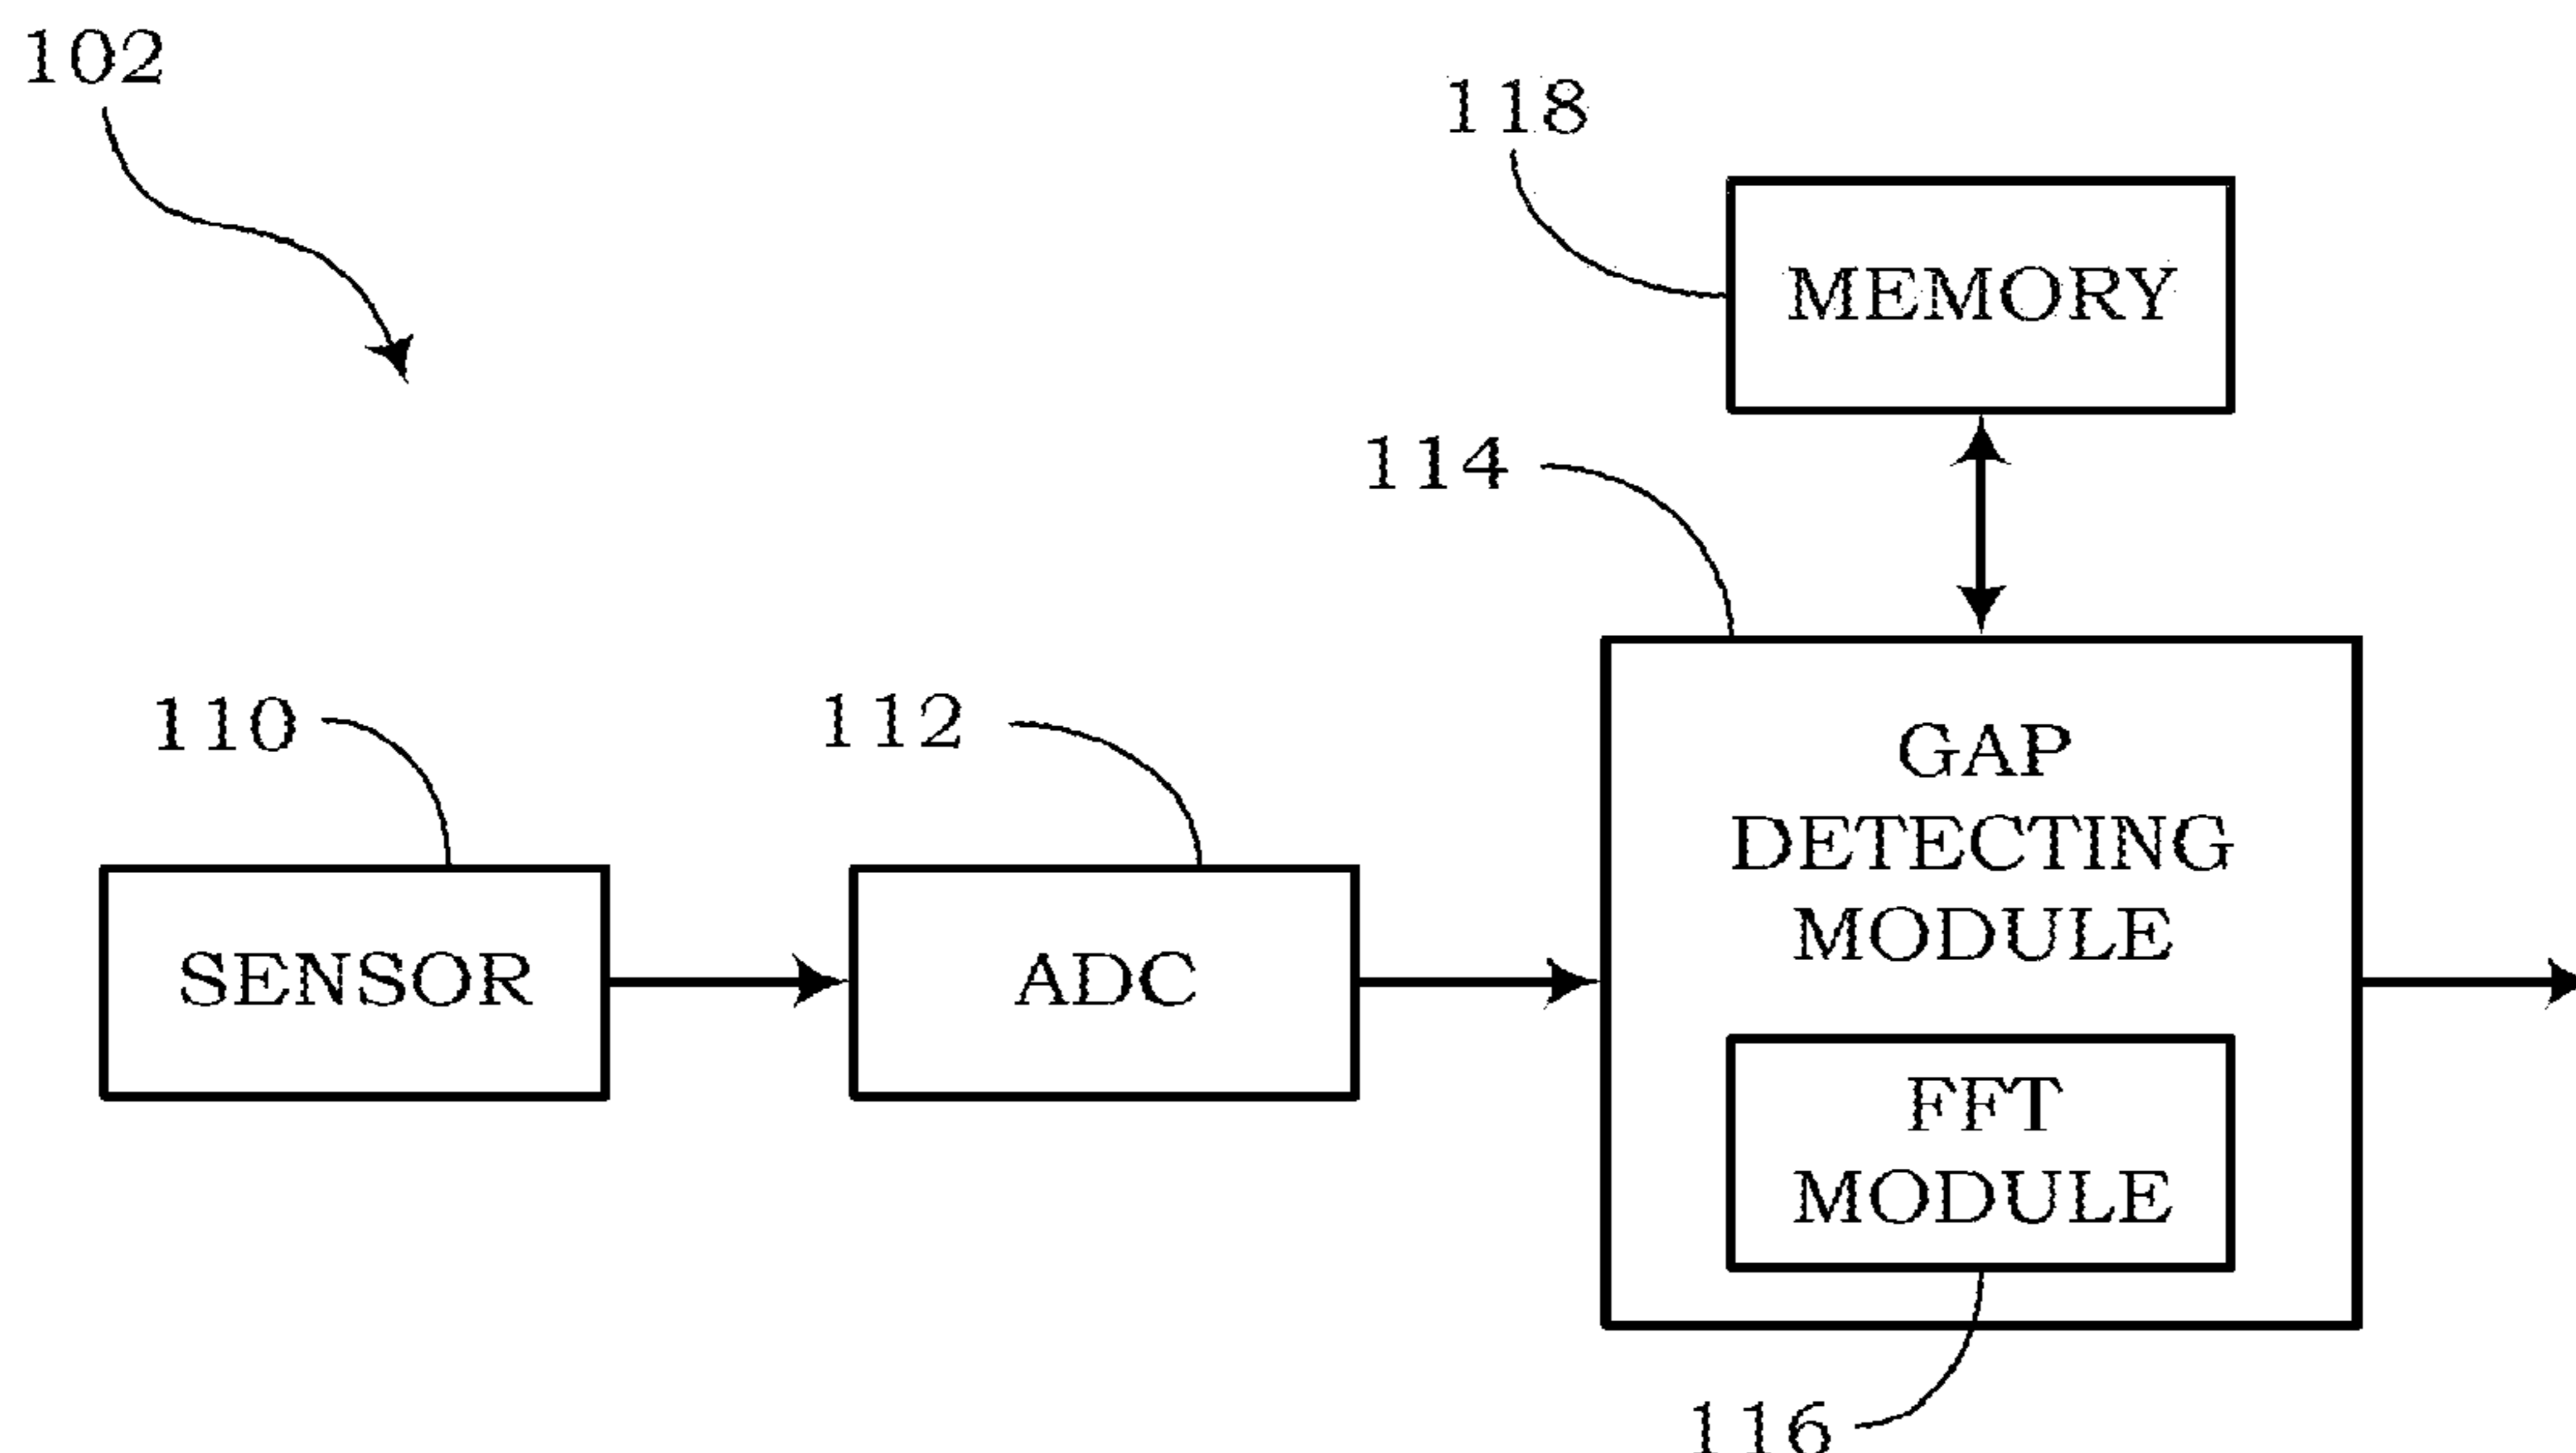 102
118
MEMORY
114
110
112
GAP
DETECTING
MODULE
SENSOR
ADC
FFT
MODULE
116